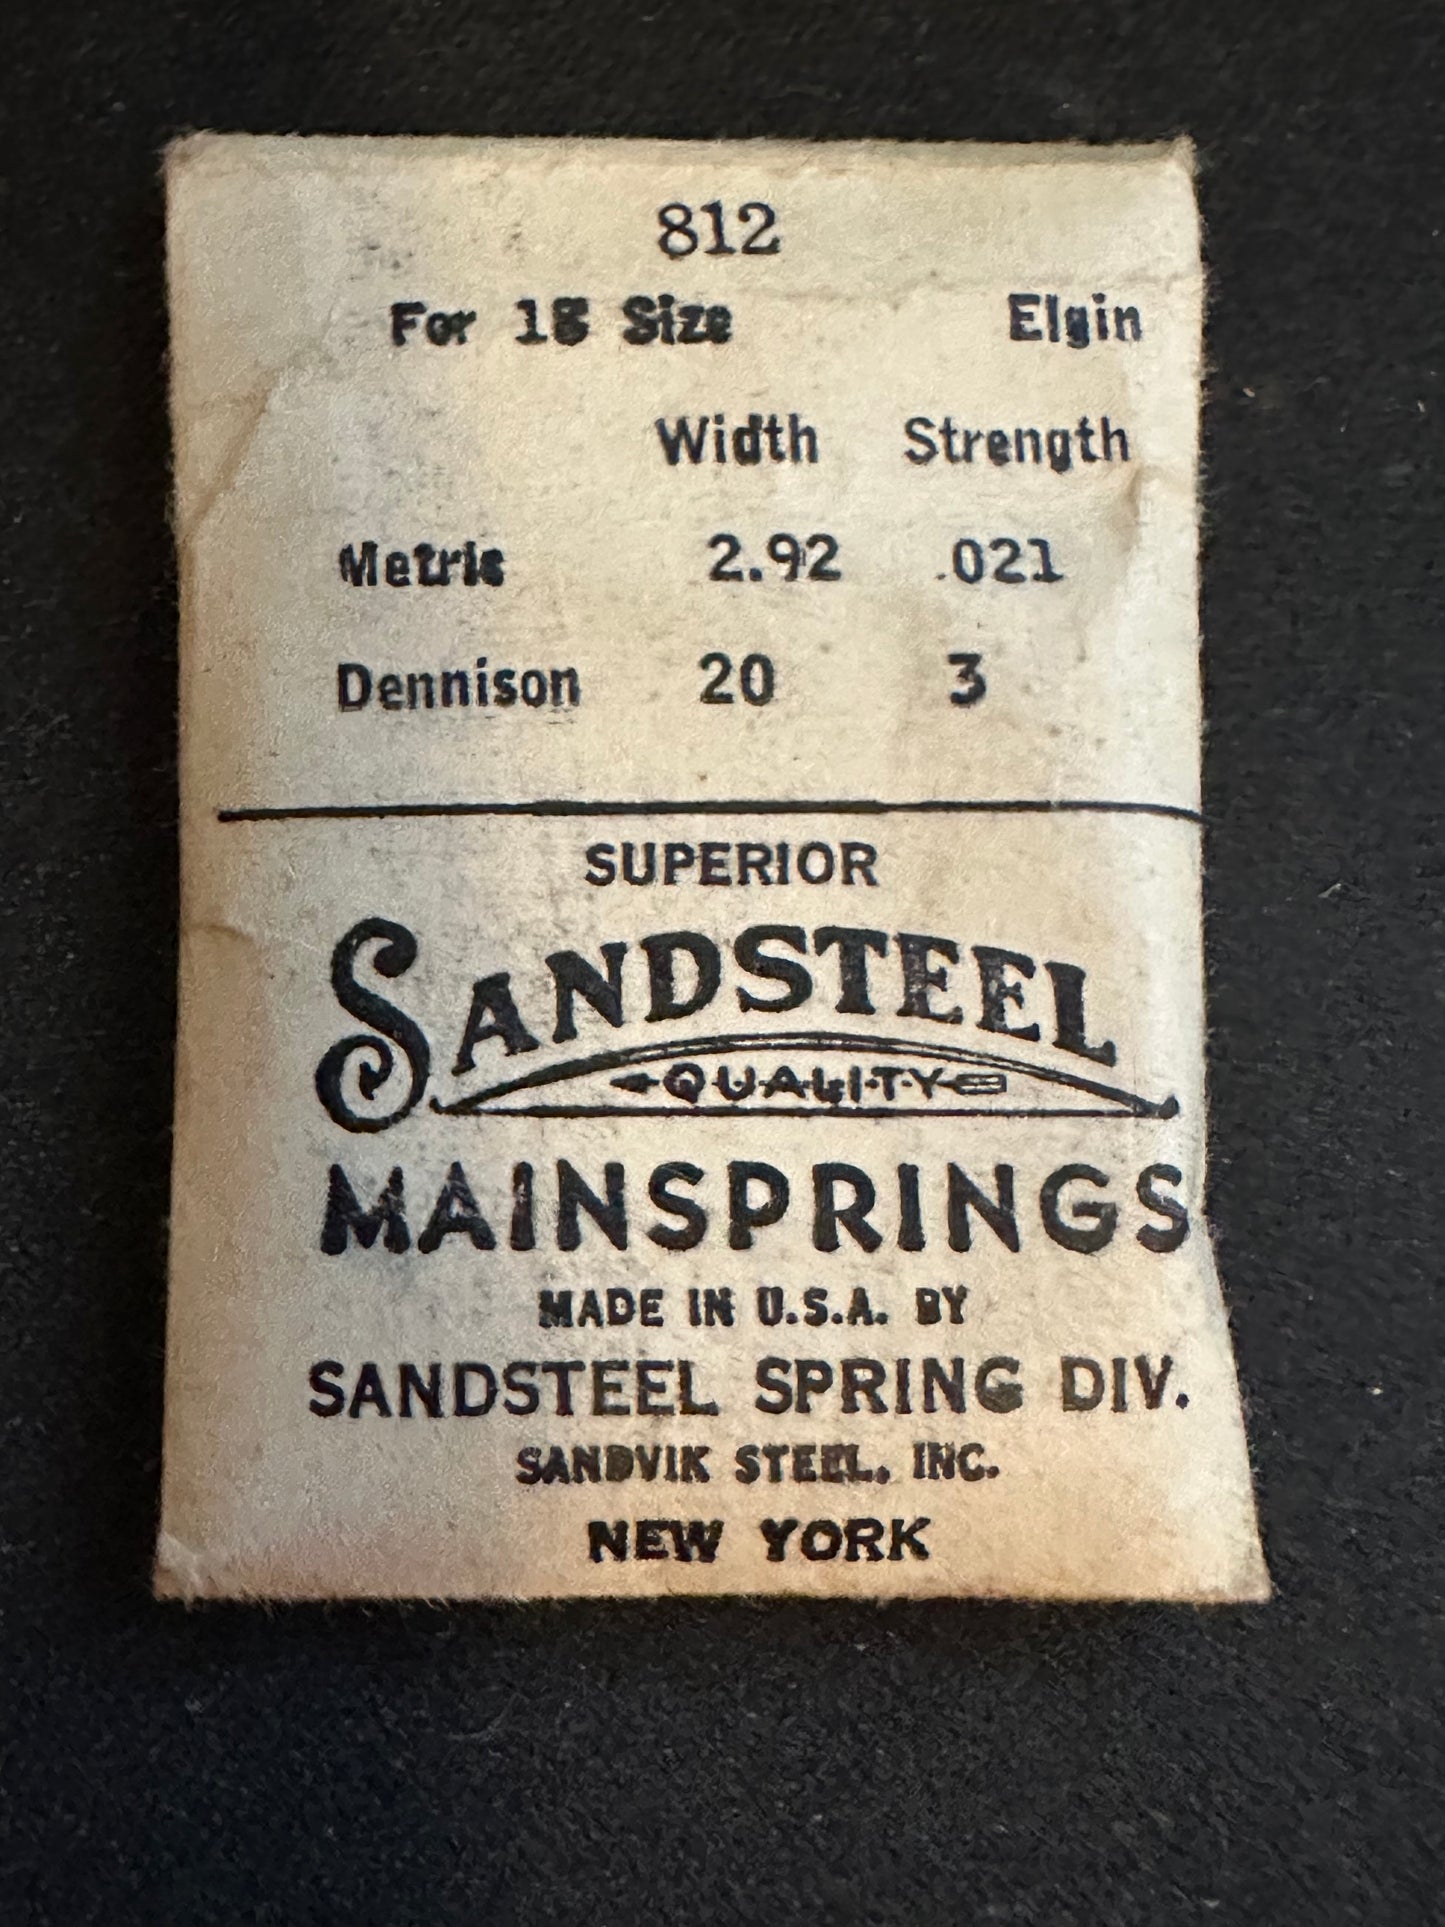 812
For 18 Size Elgin
Width Strength
Metric 2.92 .021
Dennison 20 3
SUPERIOR
SANDSTEEL
QUALITY
MAINSPRINGS
MADE IN U.S.A. BY
SANDSTEEL SPRING DIV.
SANDVIK STEEL, INC.
NEW YORK